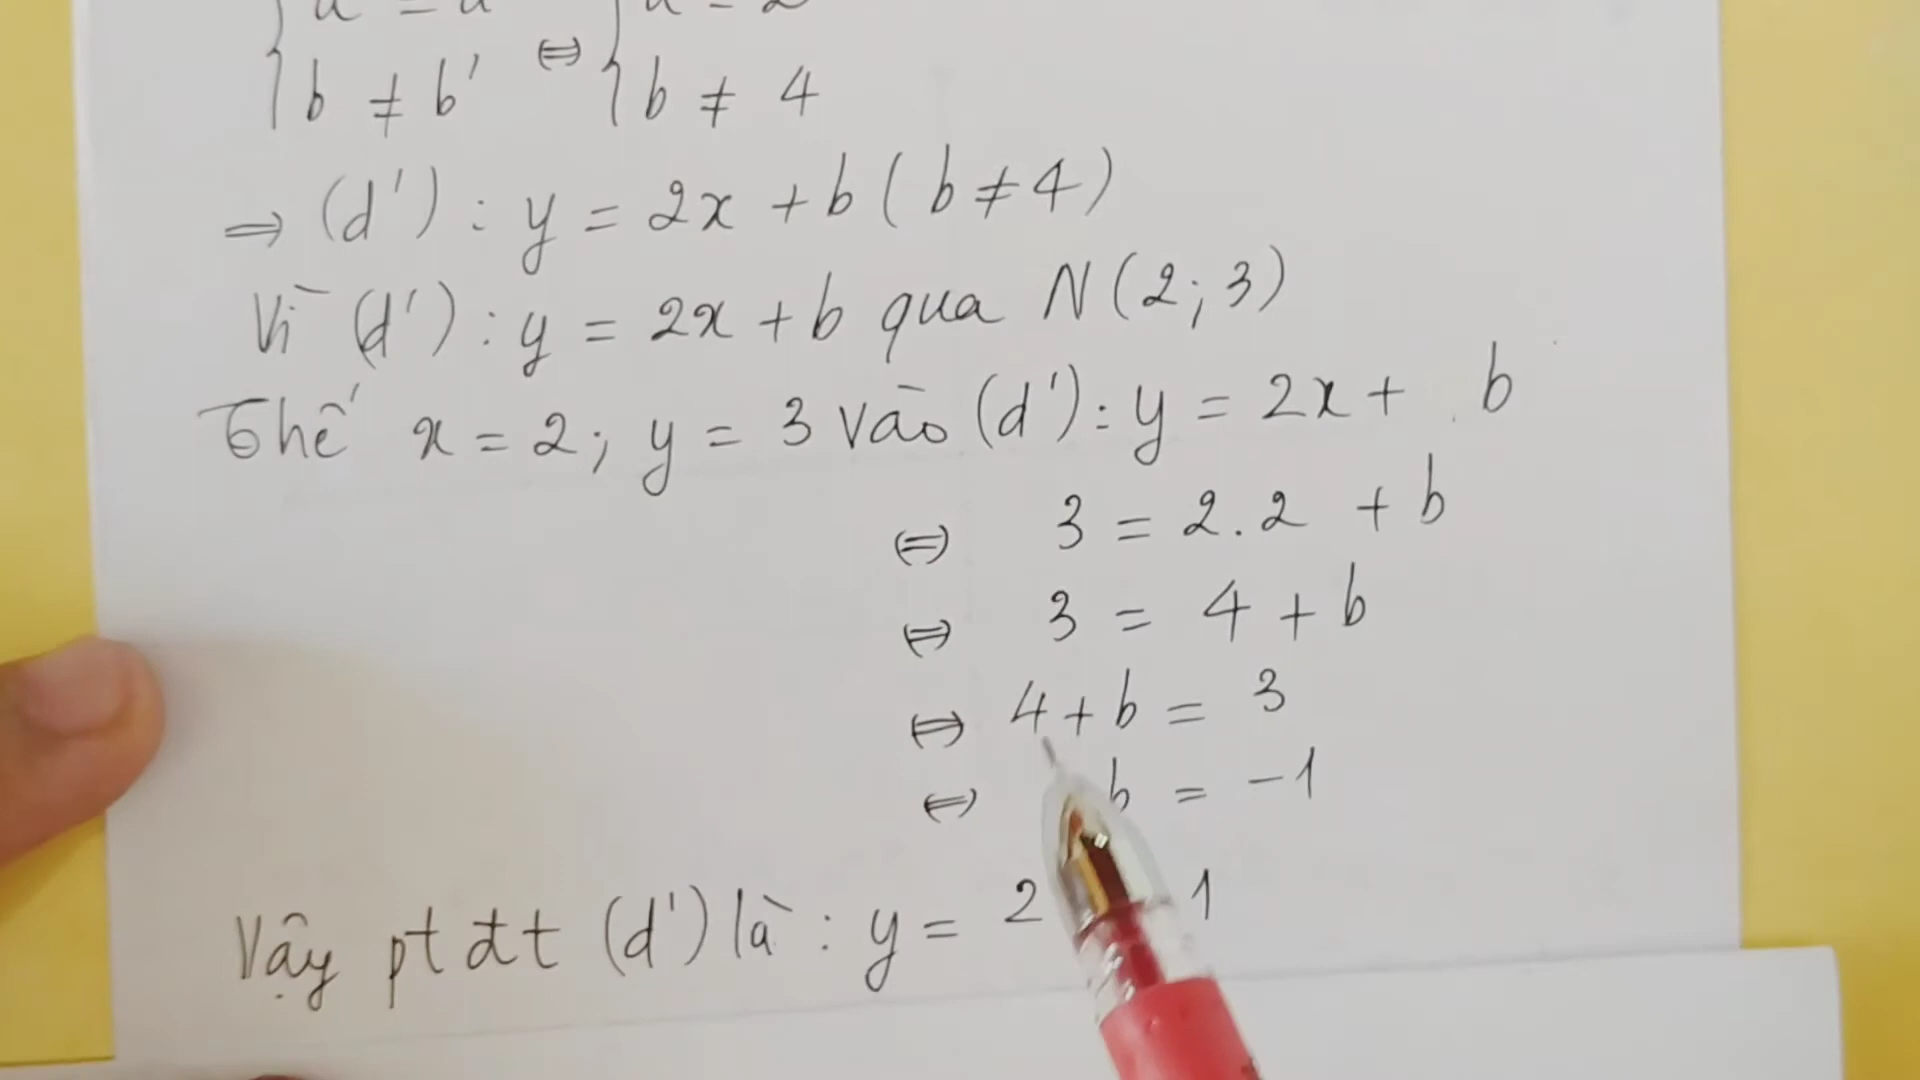 b ≠ b' ⇔ b ≠ 4
⇒ (d') : y = 2x + b ( b ≠ 4 )
Vì (d') : y = 2x + b qua N ( 2 ; 3 )
Thế x = 2 ; y = 3 vào (d') : y = 2x + b
⇔ 3 = 2 . 2 + b
⇔ 3 = 4 + b
⇔ 4 + b = 3
⇔ b = -1
Vậy pt đt (d') là : y = 2 1